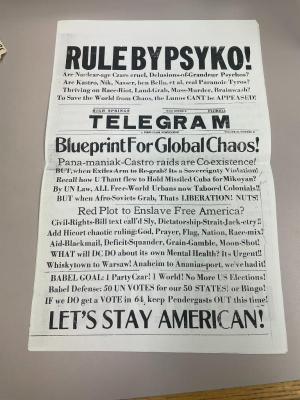 RULE BY PSYKO!
Are Nuclear-age Czars cruel, Delusions-of-Grandeur Psychos?
Are Kastro, Nik, Nasser, ben Bella, et al, real Paranoic Tyros?
Thriving on Race-Riot, Land-Grab, Mass-Murder, Brainwash?
To Save the World from Chaos, the Lunos CANT be APPEASED!
HIGH SPRINGS
TELEGRAM
Blueprint For Global Chaos!
Pana-maniak-Castro raids are Co-existence!
BUT, when Exiles Arm to Re-grab? Its a Sovereignty Violation!
Recall how U Thant flew to Hold Missiled Cuba for Mikoyan?
By UN Law, ALL Free-World Urbans now Tabooed Colonials!!
BUT when Afro-Soviets Grab, Thats LIBERATION! NUTS!
Red Plot to Enslave Free America?
Civil-Rights-Bill text call'd Sly, Dictatorship-Strait-Jack-etry!!
Add Hicort chaotic ruling: God, Prayer, Flag, Nation, Race-mix!
Aid-Blackmail, Deficit-Squander, Grain-Gamble, Moon-Shot!
WHAT will DC DO about its own Mental Health? Its Urgent!!
Whiskytown to Warsaw! Anaheim to Ananias-port, we've had it!
BABEL GOAL: 1 Party Czar! 1 World! No More US Elections!
Babel Defense: 50 UN VOTES for our 50 STATES! or Bingo!
IF we DO get a VOTE in 64, keep Pendergasts OUT this time!
LET'S STAY AMERICAN!